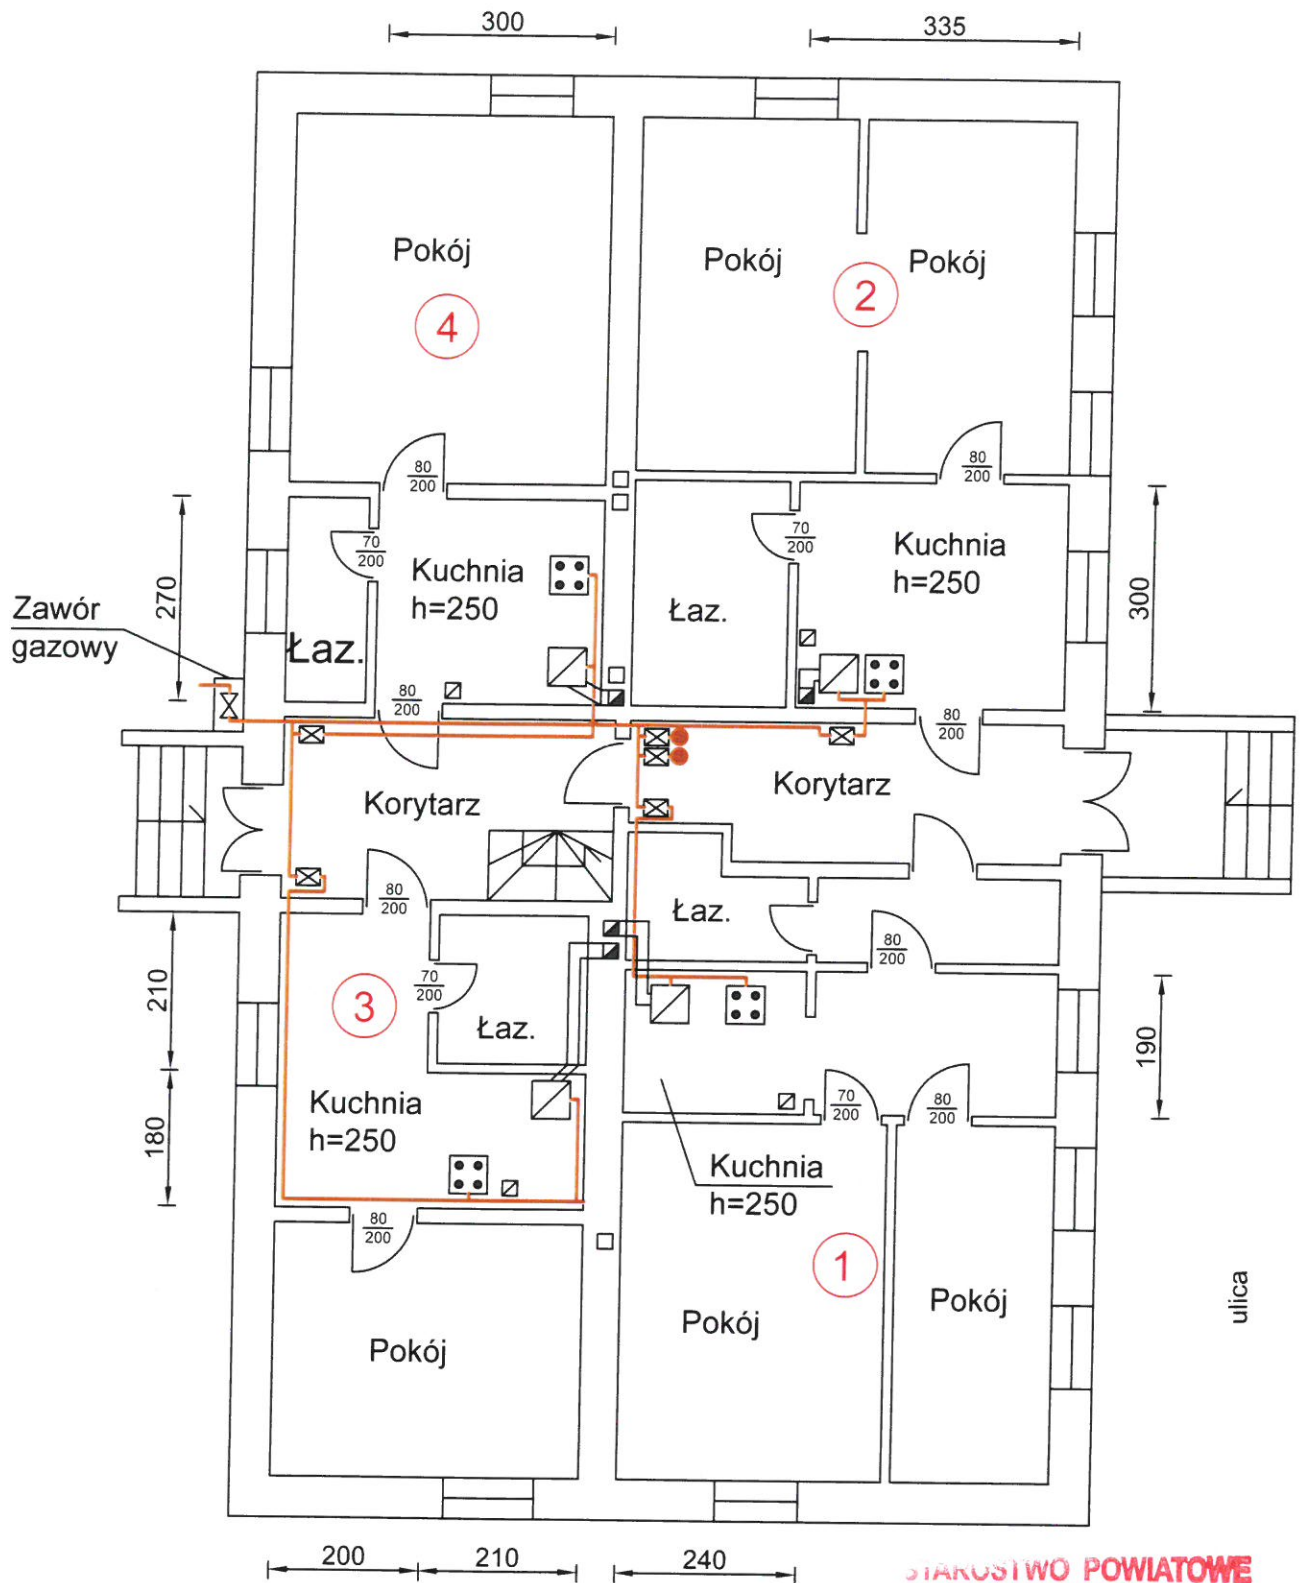 300
335
Pokój
Pokój
Pokój
4
2
80
200
80
200
70
200
70
200
270
Kuchnia
h=250
Kuchnia
h=250
300
Zawór
gazowy
Łaz.
Łaz.
80
200
80
200
Korytarz
Korytarz
80
200
Łaz.
80
200
210
3
70
200
Łaz.
190
180
Kuchnia
h=250
70
200
80
200
Kuchnia
h=250
80
200
1
Pokój
Pokój
Pokój
ulica
200
210
240
STAROSTWO POWIATOWE